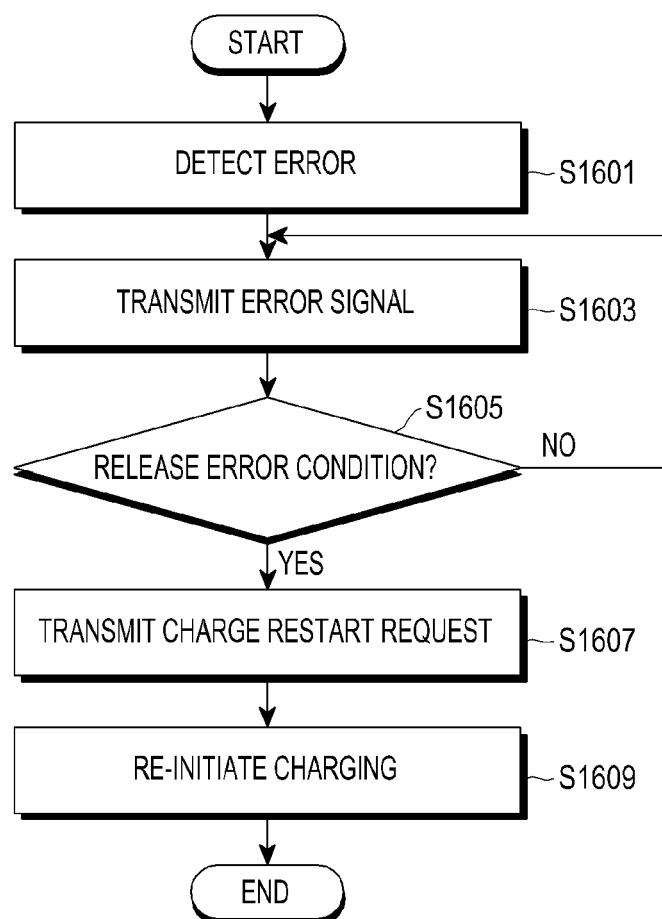 START
DETECT ERROR
S1601
TRANSMIT ERROR SIGNAL
S1603
S1605
RELEASE ERROR CONDITION?
NO
YES
TRANSMIT CHARGE RESTART REQUEST
S1607
RE-INITIATE CHARGING
S1609
END